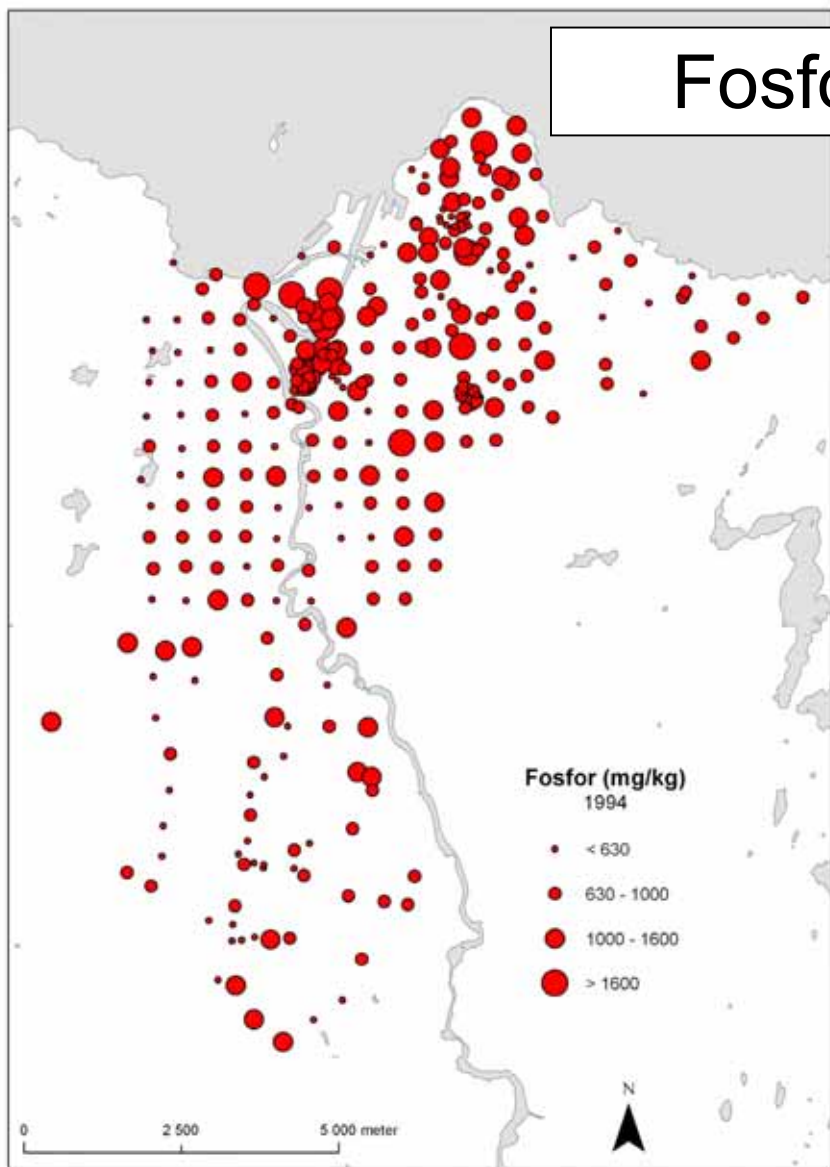 Fosfo
Fosfor (mg/kg)
1994
< 630
630 - 1000
1000 - 1600
> 1600
N
0 2 500 5 000 meter